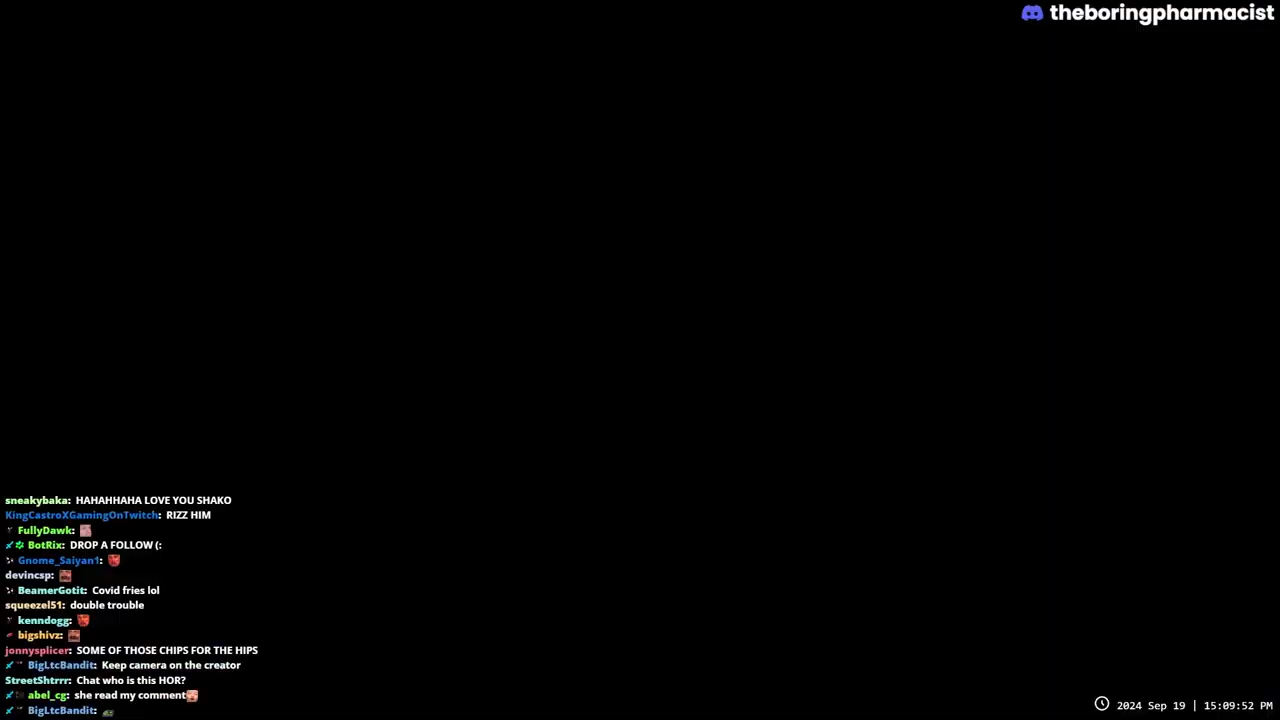 theboringpharmacist
sneakybaka: HAHAHHAHA LOVE YOU SHAKO
KingCastroXGamingOnTwitch: RIZZ HIM
FullyDawk:
BotRix: DROP A FOLLOW (:
Gnome_Saiyan1:
devincsp:
BeamerGotit: Covid fries lol
squeezel51: double trouble
kenndogg:
bigshivz:
jonnysplicer: SOME OF THOSE CHIPS FOR THE HIPS
BigLtcBandit: Keep camera on the creator
StreetShtrrr: Chat who is this HOR?
abel_cg: she read my comment
BigLtcBandit:
2024 Sep 19 | 15:09:52 PM